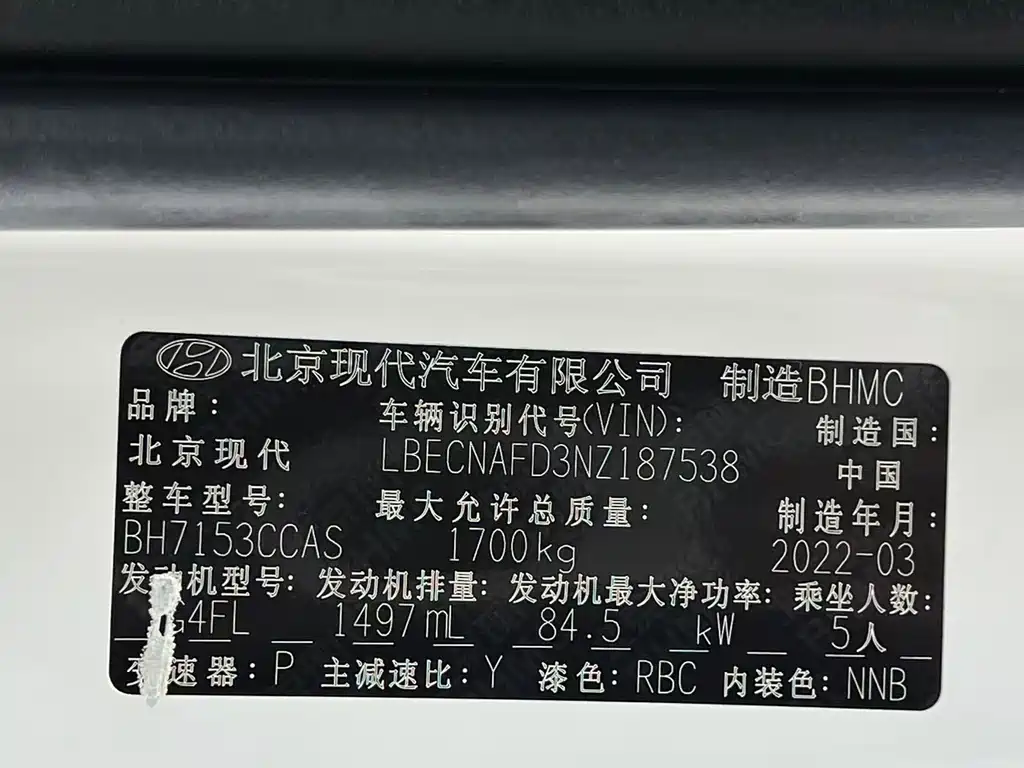 北京现代汽车有限公司 制造BHMC
品牌： 车辆识别代号(VIN)： 制造国：
北京现代 LBECNAFD3NZ187538 中国
整车型号： 最大允许总质量： 制造年月：
BH7153CCAS 1700kg 2022-03
发动机型号： 发动机排量： 发动机最大净功率： 乘坐人数：
G4FL 1497mL 84.5 kW 5人
变速器：P 主减速比：Y 漆色：RBC 内装色：NNB